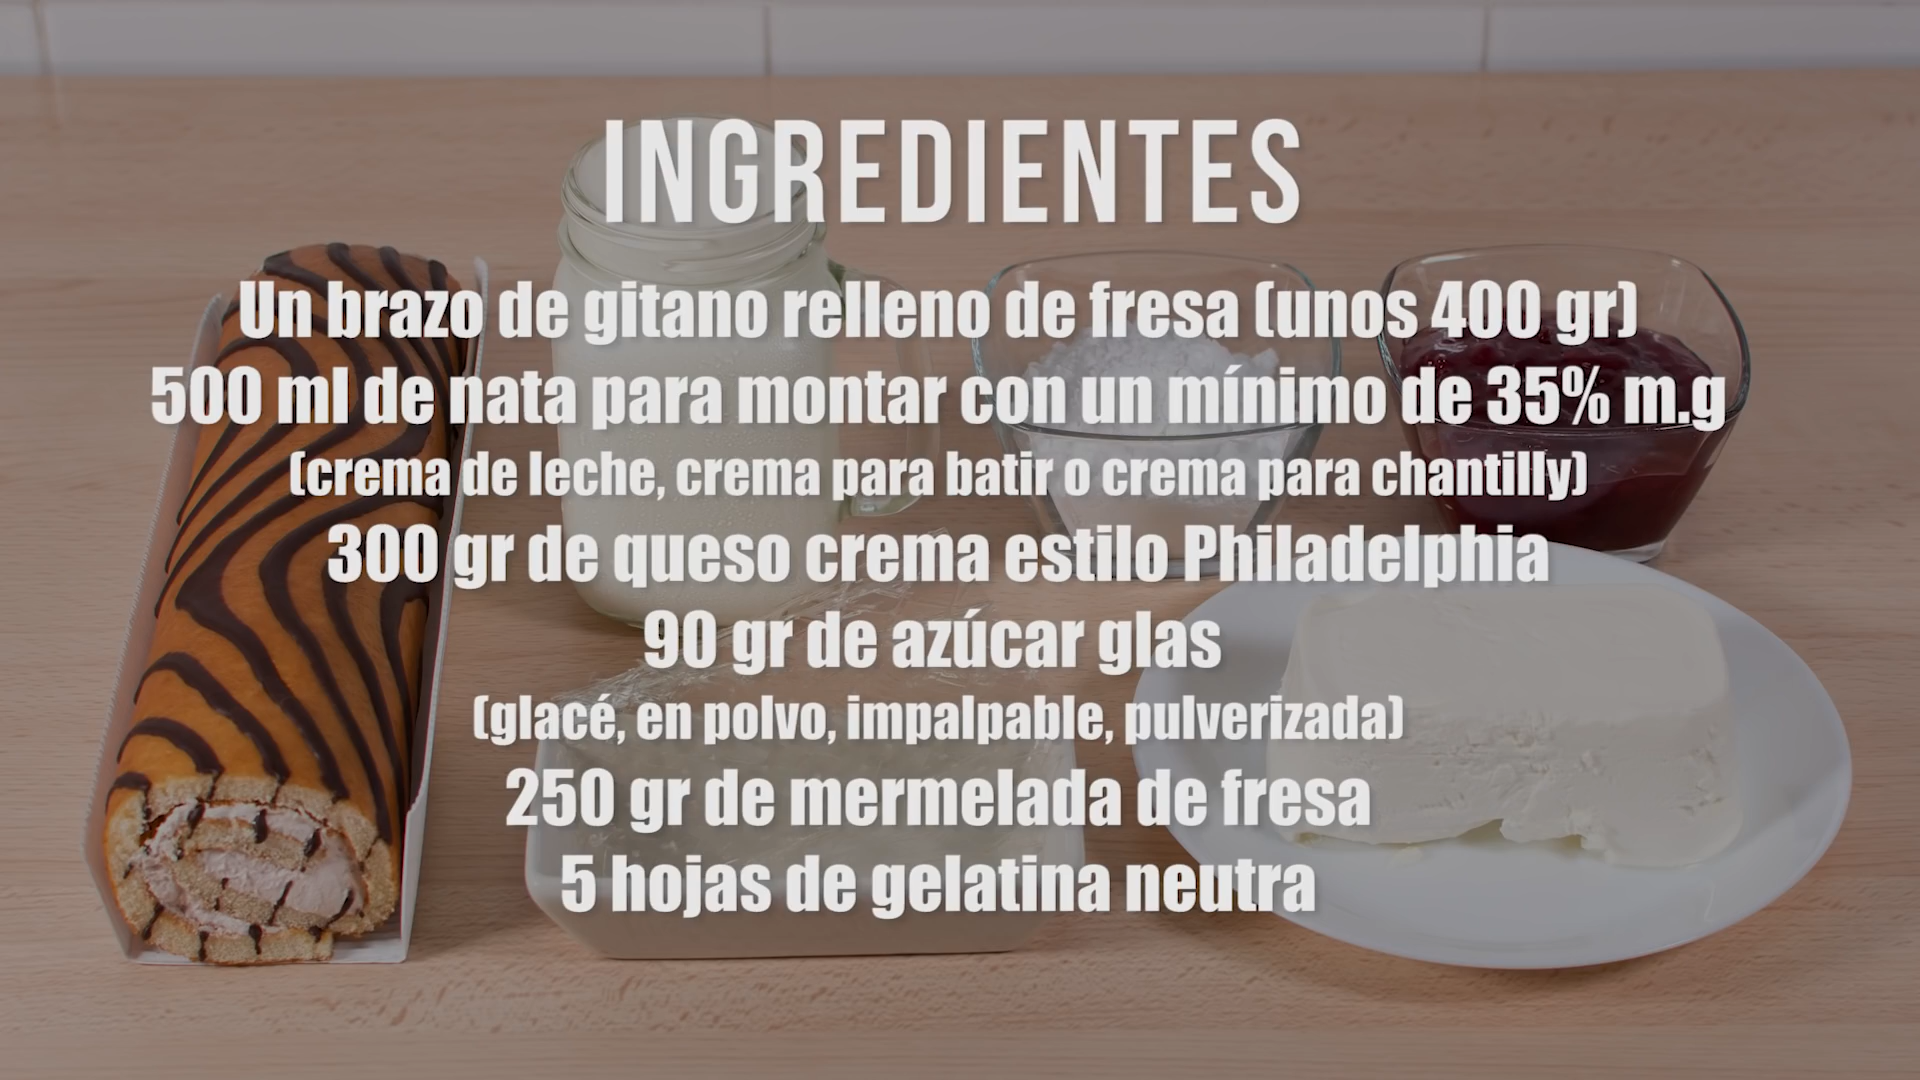 INGREDIENTES
Un brazo de gitano relleno de fresa (unos 400 gr)
500 ml de nata para montar con un mínimo de 35% m.g
(crema de leche, crema para batir o crema para chantilly)
300 gr de queso crema estilo Philadelphia
90 gr de azúcar glas
(glacé, en polvo, impalpable, pulverizada)
250 gr de mermelada de fresa
5 hojas de gelatina neutra